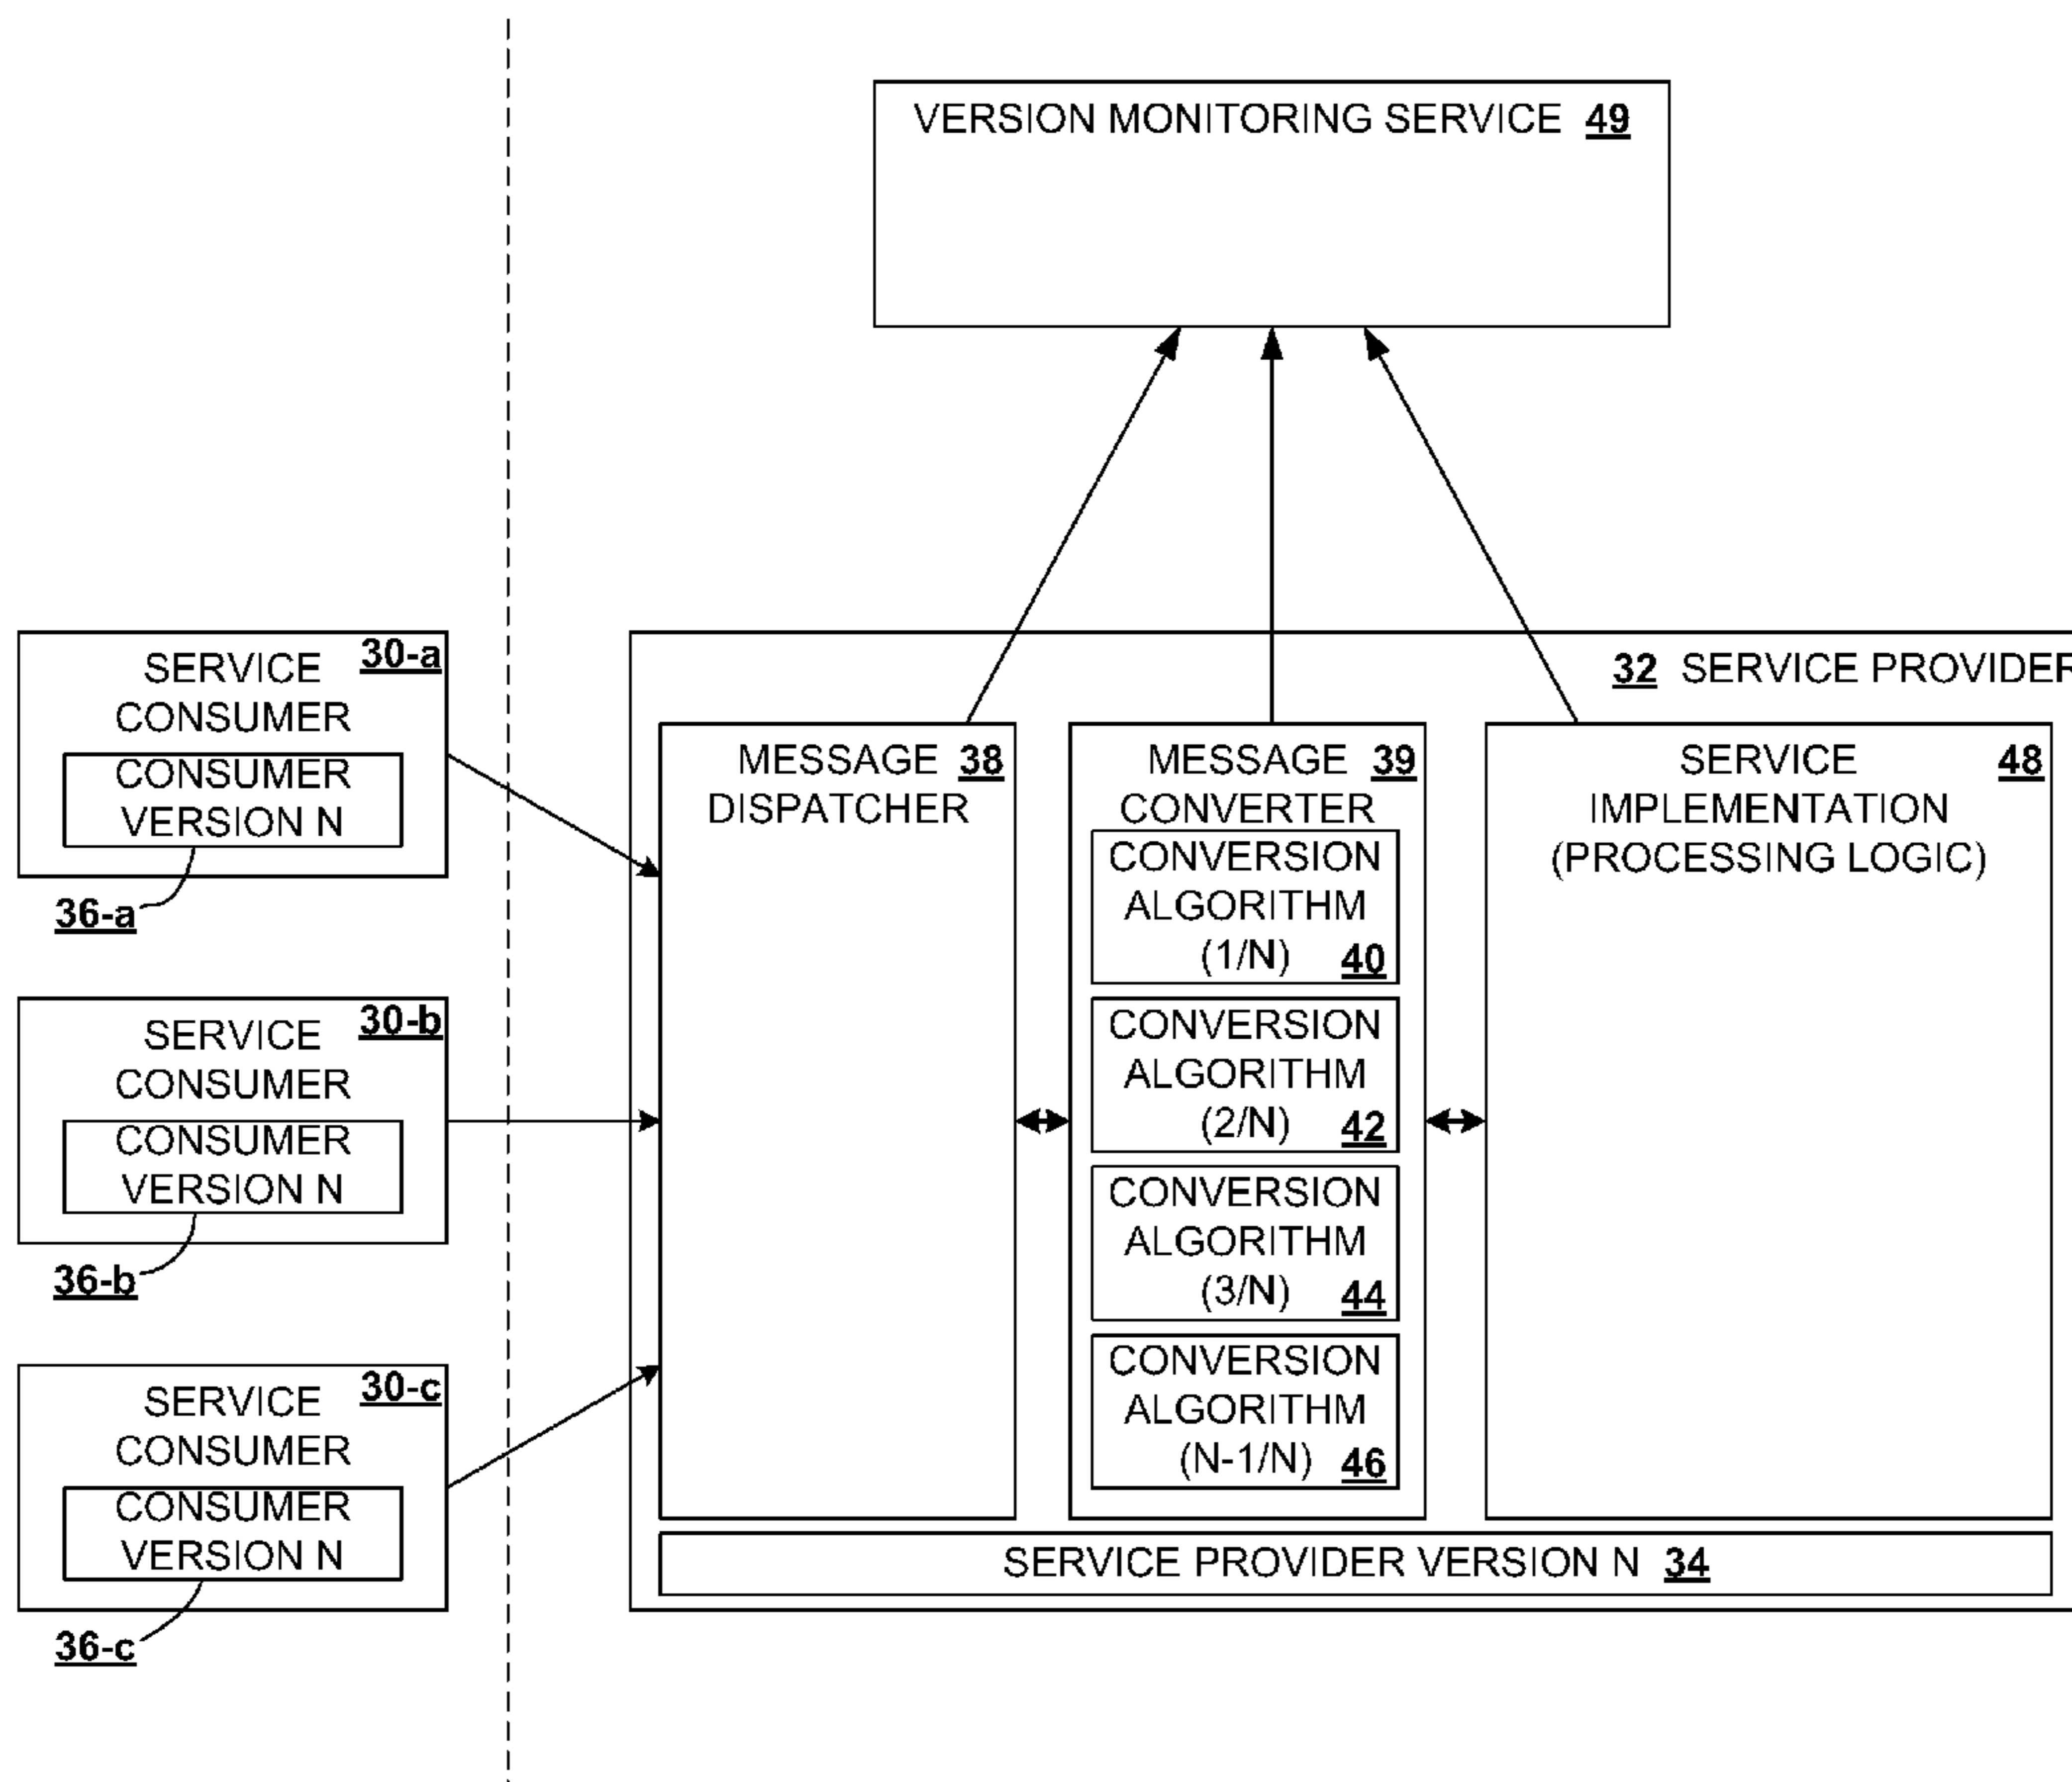 VERSION MONITORING SERVICE 49
30-a
SERVICE
CONSUMER
CONSUMER
VERSION N
36-a
30-b
SERVICE
CONSUMER
CONSUMER
VERSION N
36-b
30-c
SERVICE
CONSUMER
CONSUMER
VERSION N
36-c
32 SERVICE PROVIDER
MESSAGE 38
DISPATCHER
MESSAGE 39
CONVERTER
CONVERSION
ALGORITHM
(1/N) 40
CONVERSION
ALGORITHM
(2/N) 42
CONVERSION
ALGORITHM
(3/N) 44
CONVERSION
ALGORITHM
(N-1/N) 46
SERVICE 48
IMPLEMENTATION
(PROCESSING LOGIC)
SERVICE PROVIDER VERSION N 34